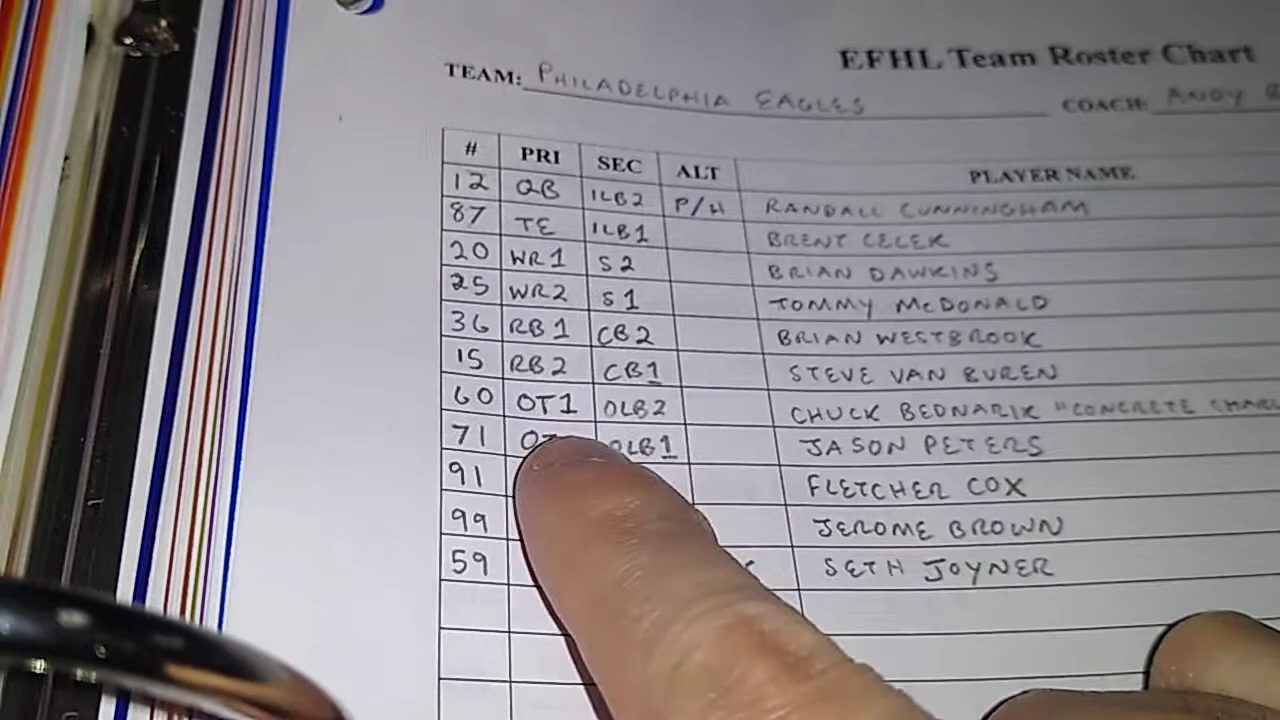 EFHL Team Roster Chart
TEAM: PHILADELPHIA EAGLES COACH: ANDY
# PRI SEC ALT PLAYER NAME
12 QB ILB2 P/H RANDALL CUNNINGHAM
87 TE ILB1 BRENT CELEK
20 WR1 S2 BRIAN DAWKINS
25 WR2 S1 TOMMY McDONALD
36 RB1 CB2 BRIAN WESTBROOK
15 RB2 CB1 STEVE VAN BUREN
60 OT1 OLB2 CHUCK BEDNARIK "CONCRETE
71 OLB1 JASON PETERS
91 FLETCHER COX
99 JEROME BROWN
59 SETH JOYNER